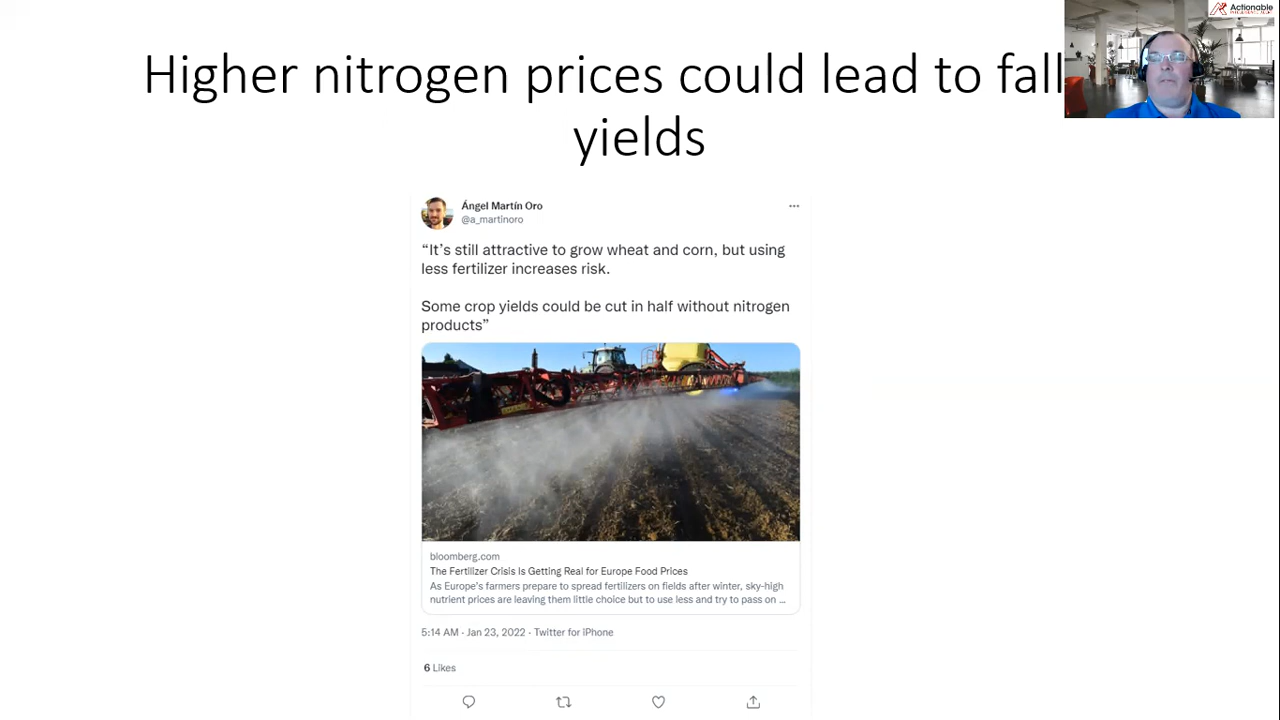 Actionable
Higher nitrogen prices could lead to fall
yields
Ángel Martín Oro
@a_martinoro
“It’s still attractive to grow wheat and corn, but using
less fertilizer increases risk.
Some crop yields could be cut in half without nitrogen
products”
bloomberg.com
The Fertilizer Crisis Is Getting Real for Europe Food Prices
As Europe's farmers prepare to spread fertilizers on fields after winter, sky-high
nutrient prices are leaving them little choice but to use less and try to pass on ...
5:14 AM · Jan 23, 2022 · Twitter for iPhone
6 Likes